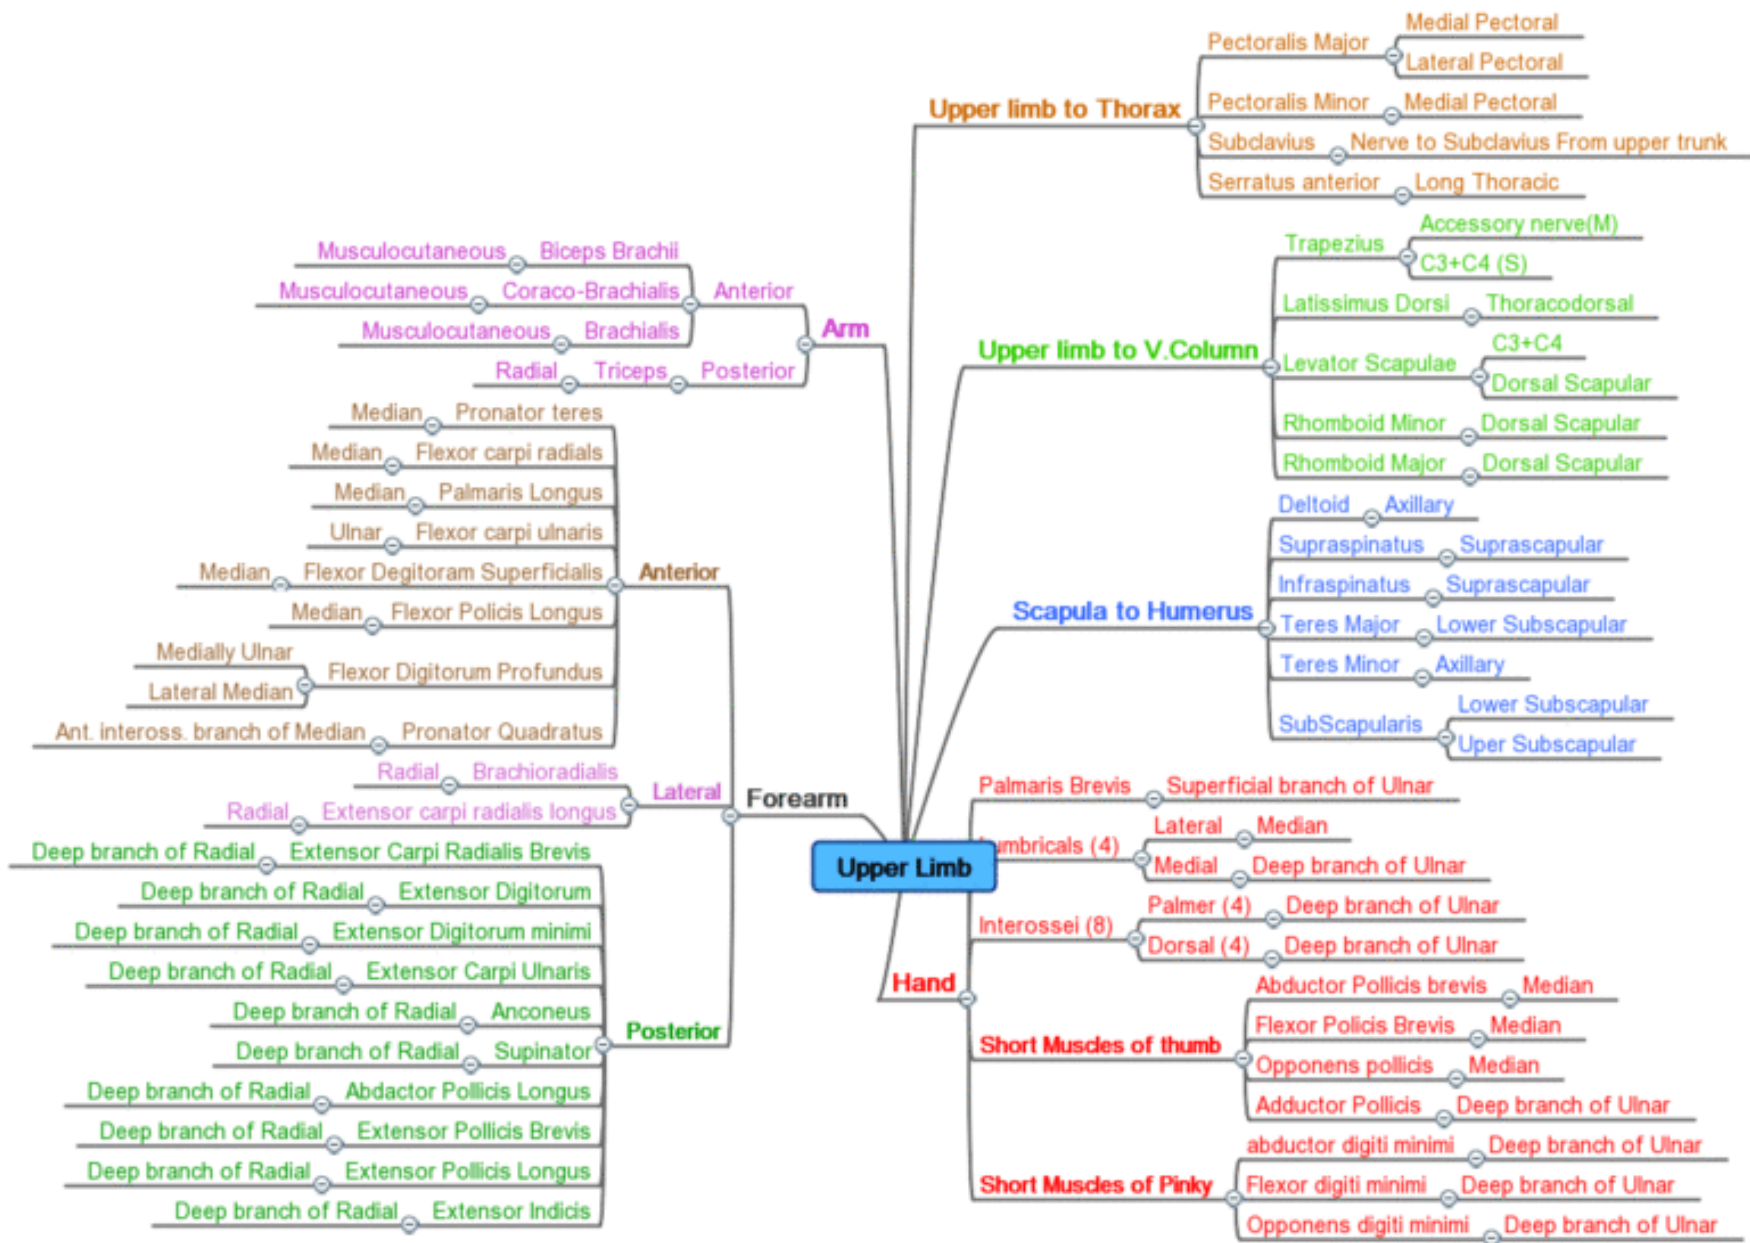 Upper Limb
Upper limb to Thorax
Pectoralis Major
Medial Pectoral
Lateral Pectoral
Pectoralis Minor
Medial Pectoral
Subclavius
Nerve to Subclavius From upper trunk
Serratus anterior
Long Thoracic
Upper limb to V.Column
Trapezius
Accessory nerve(M)
C3+C4 (S)
Latissimus Dorsi
Thoracodorsal
Levator Scapulae
C3+C4
Dorsal Scapular
Rhomboid Minor
Dorsal Scapular
Rhomboid Major
Dorsal Scapular
Scapula to Humerus
Deltoid
Axillary
Supraspinatus
Suprascapular
Infraspinatus
Suprascapular
Teres Major
Lower Subscapular
Teres Minor
Axillary
SubScapularis
Lower Subscapular
Uper Subscapular
Hand
Palmaris Brevis
Superficial branch of Ulnar
umbricals (4)
Lateral
Median
Medial
Deep branch of Ulnar
Interossei (8)
Palmer (4)
Deep branch of Ulnar
Dorsal (4)
Deep branch of Ulnar
Short Muscles of thumb
Abductor Pollicis brevis
Median
Flexor Policis Brevis
Median
Opponens pollicis
Median
Adductor Pollicis
Deep branch of Ulnar
Short Muscles of Pinky
abductor digiti minimi
Deep branch of Ulnar
Flexor digiti minimi
Deep branch of Ulnar
Opponens digiti minimi
Deep branch of Ulnar
Arm
Anterior
Biceps Brachii
Musculocutaneous
Coraco-Brachialis
Musculocutaneous
Brachialis
Musculocutaneous
Posterior
Triceps
Radial
Forearm
Anterior
Pronator teres
Median
Flexor carpi radials
Median
Palmaris Longus
Median
Flexor carpi ulnaris
Ulnar
Flexor Degitoram Superficialis
Median
Flexor Policis Longus
Median
Flexor Digitorum Profundus
Medially Ulnar
Lateral Median
Pronator Quadratus
Ant. inteross. branch of Median
Lateral
Brachioradialis
Radial
Extensor carpi radialis longus
Radial
Posterior
Extensor Carpi Radialis Brevis
Deep branch of Radial
Extensor Digitorum
Deep branch of Radial
Extensor Digitorum minimi
Deep branch of Radial
Extensor Carpi Ulnaris
Deep branch of Radial
Anconeus
Deep branch of Radial
Supinator
Deep branch of Radial
Abdactor Pollicis Longus
Deep branch of Radial
Extensor Pollicis Brevis
Deep branch of Radial
Extensor Pollicis Longus
Deep branch of Radial
Extensor Indicis
Deep branch of Radial